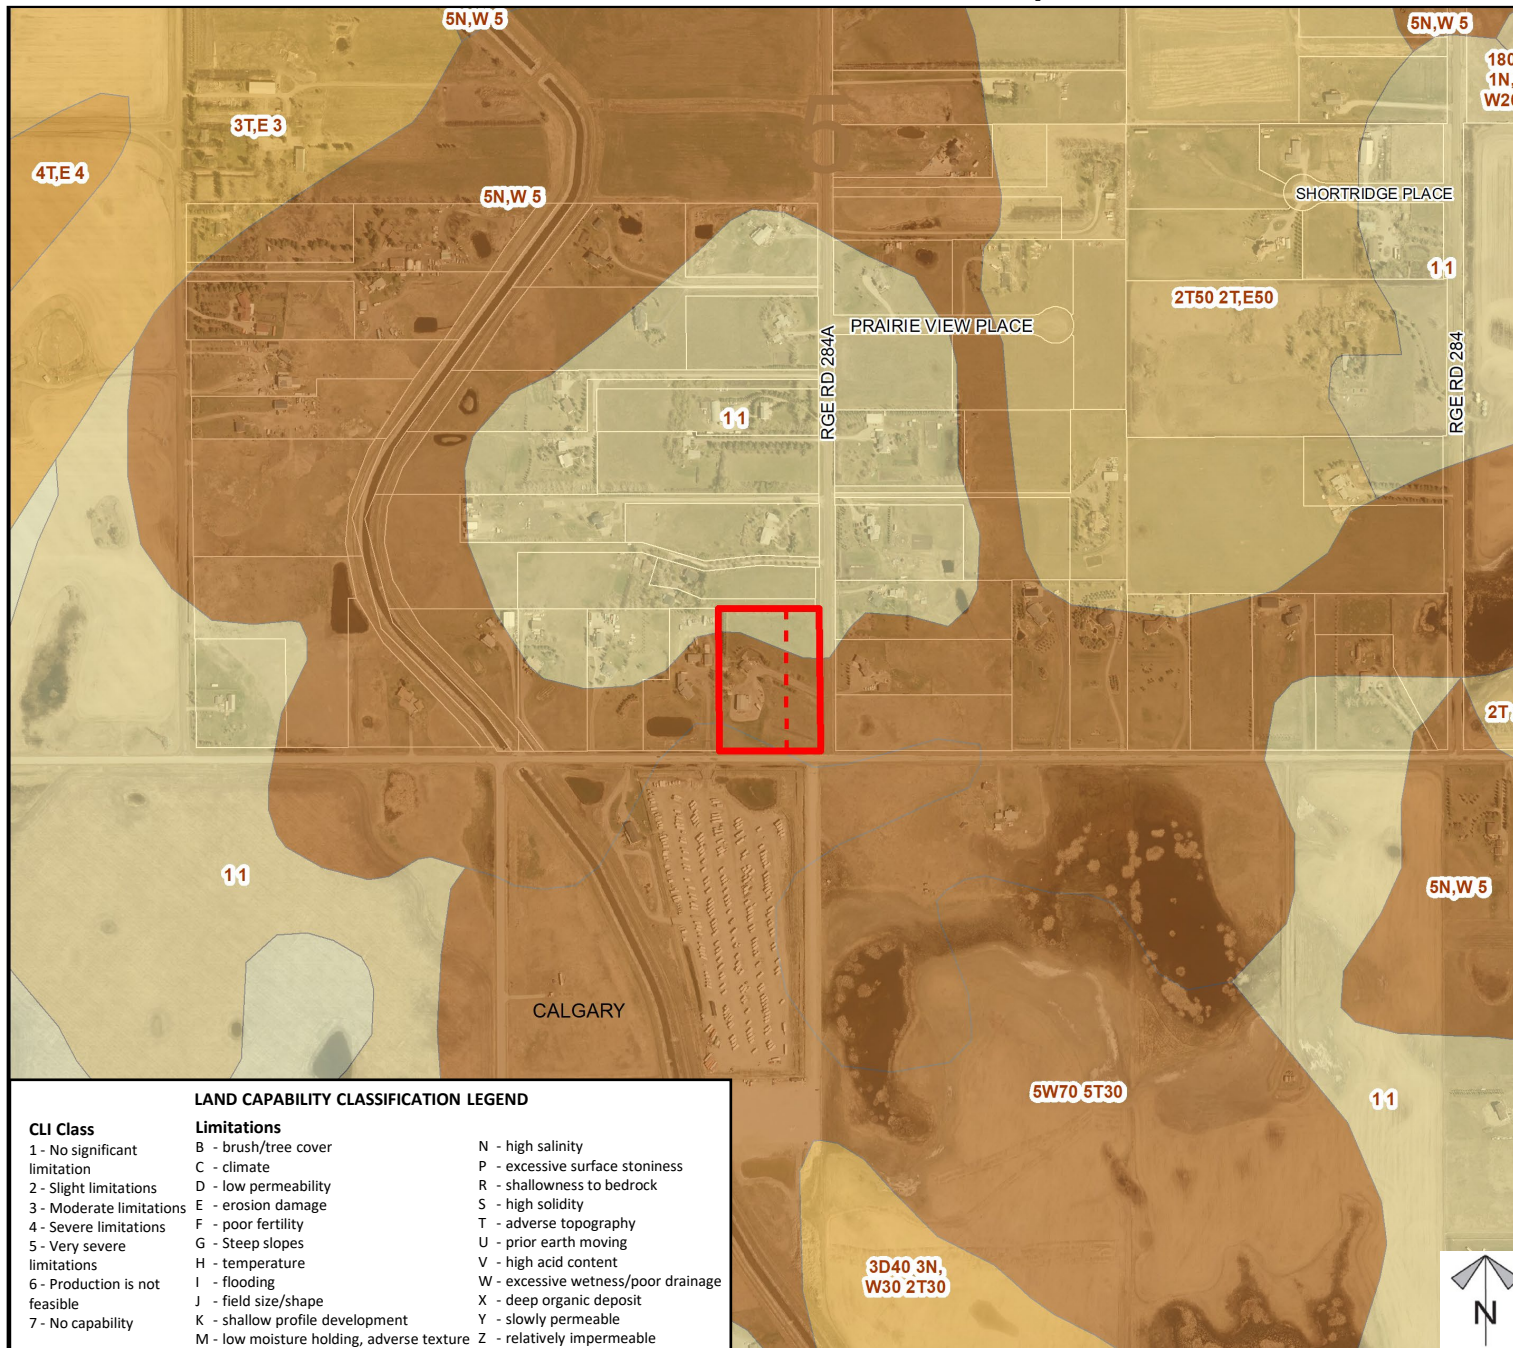 5N,W 5
5N,W 5
180
1N,
3T,E 3
4T,E 4
5N,W 5
SHORTRIDGE PLACE
1 1
2T50 2T,E50
PRAIRIE VIEW PLACE
RGE RD 284A
RGE RD 284
1 1
2T
1 1
5N,W 5
CALGARY
5W70 5T30
1 1
3D40 3N,
W30 2T30
LAND CAPABILITY CLASSIFICATION LEGEND
CLI Class
1 - No significant
limitation
2 - Slight limitations
3 - Moderate limitations
4 - Severe limitations
5 - Very severe
limitations
6 - Production is not
feasible
7 - No capability
Limitations
B - brush/tree cover
C - climate
D - low permeability
E - erosion damage
F - poor fertility
G - Steep slopes
H - temperature
I - flooding
J - field size/shape
K - shallow profile development
M - low moisture holding, adverse texture
N - high salinity
P - excessive surface stoniness
R - shallowness to bedrock
S - high solidity
T - adverse topography
U - prior earth moving
V - high acid content
W - excessive wetness/poor drainage
X - deep organic deposit
Y - slowly permeable
Z - relatively impermeable
N